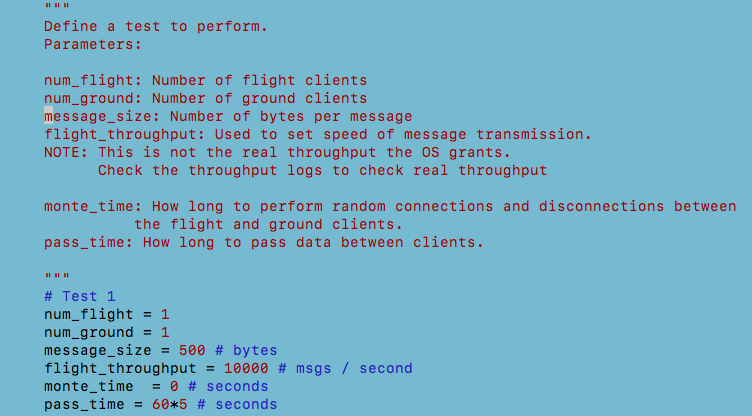 """
Define a test to perform.
Parameters:
num_flight: Number of flight clients
num_ground: Number of ground clients
message_size: Number of bytes per message
flight_throughput: Used to set speed of message transmission.
NOTE: This is not the real throughput the OS grants.
Check the throughput logs to check real throughput
monte_time: How long to perform random connections and disconnections between
the flight and ground clients.
pass_time: How long to pass data between clients.
"""
# Test 1
num_flight = 1
num_ground = 1
message_size = 500 # bytes
flight_throughput = 10000 # msgs / second
monte_time  = 0 # seconds
pass_time = 60*5 # seconds